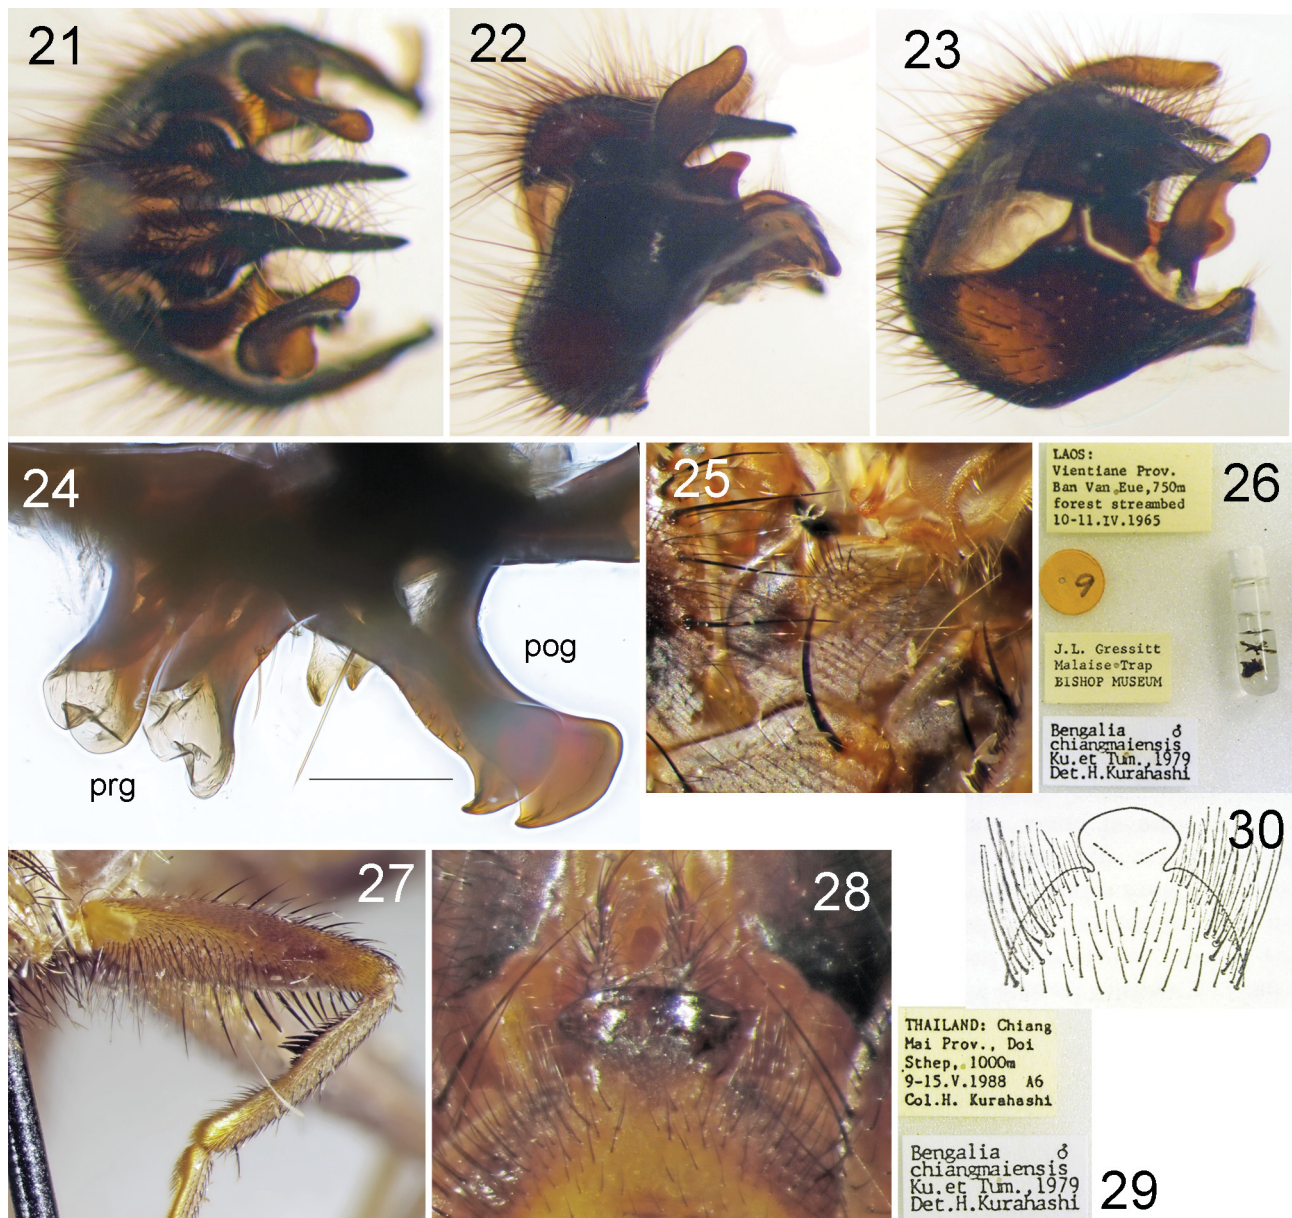 21
22
23
24
prg
pog
25
26
LAOS:
Vientiane Prov.
Ban Van Eue, 750m
forest streambed
10-11.IV.1965
9
J.L. Gressitt
Malaise Trap
BISHOP MUSEUM
Bengalia ♂
chiangmaiensis
Ku.et Tum.,1979
Det.H.Kurahashi
27
28
30
THAILAND: Chiang
Mai Prov., Doi
Sthep, 1000m
9-15.V.1988 A6
Col.H. Kurahashi
Bengalia ♂
chiangmaiensis
Ku.et Tum.,1979
Det.H.Kurahashi
29